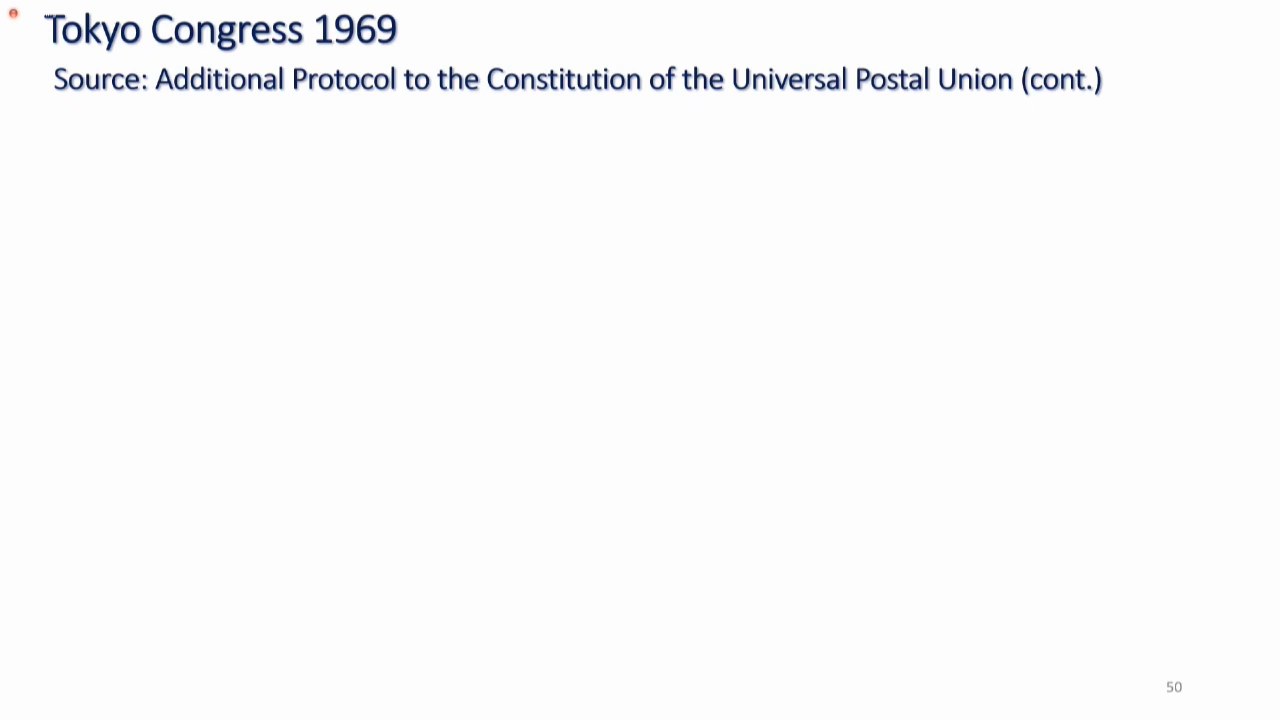 Tokyo Congress 1969
Source: Additional Protocol to the Constitution of the Universal Postal Union (cont.)
50